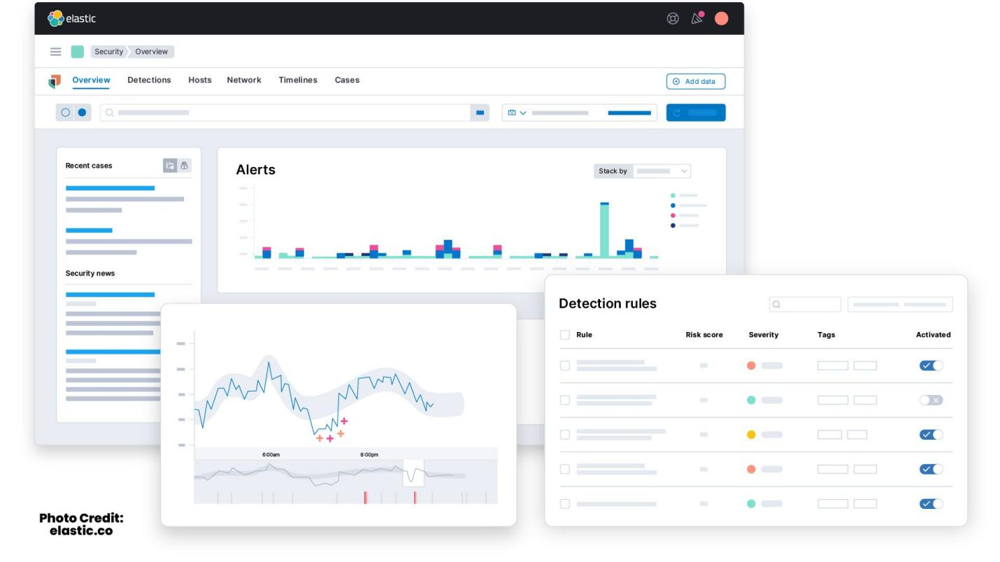 elastic
Security Overview
Overview Detections Hosts Network Timelines Cases
Add data
Recent cases
Alerts
Stack by
Security news
Detection rules
Rule Risk score Severity Tags Activated
6:00am 8:00pm
Photo Credit:
elastic.co